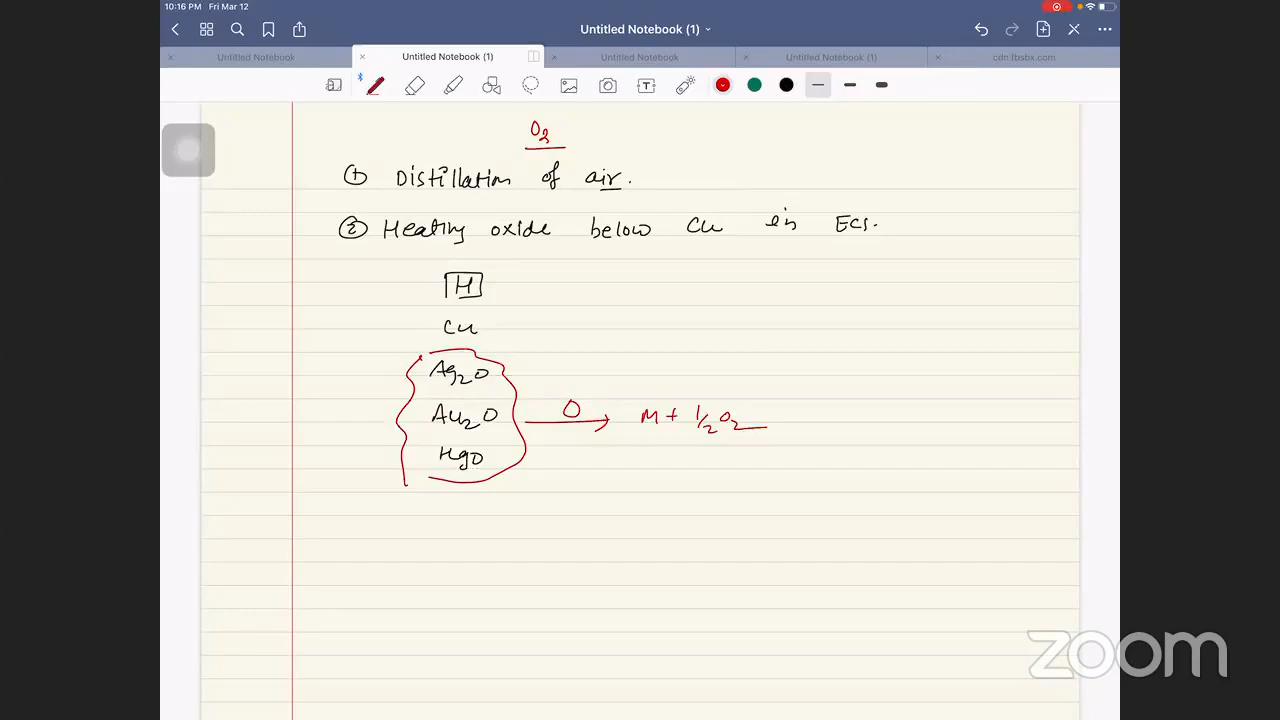 10:16 PM Fri Mar 12
Untitled Notebook (1)
Untitled Notebook
Untitled Notebook (1)
Untitled Notebook
Untitled Notebook (1)
cdn.fbsbx.com
O2
① Distillation of air.
② Heating oxide below Cu in ECS.
H
Cu
Ag2O
Au2O
HgO
Δ
M + 1/2 O2
zoom